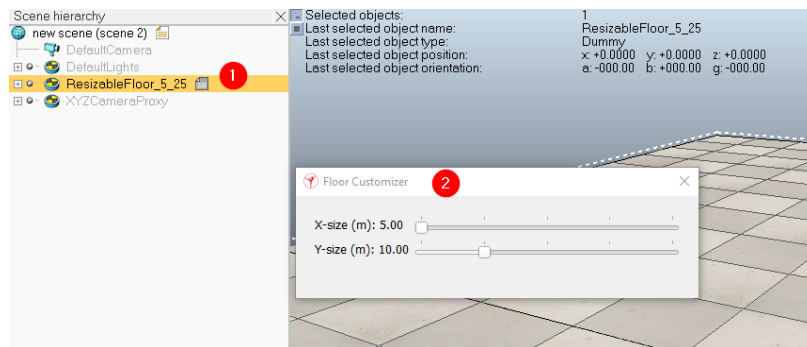 Scene hierarchy
new scene (scene 2)
DefaultCamera
DefaultLights
ResizableFloor_5_25
XYZCameraProxy
1
Selected objects: 1
Last selected object name: ResizableFloor_5_25
Last selected object type: Dummy
Last selected object position: x: +0.0000 y: +0.0000 z: +0.0000
Last selected object orientation: a: -000.00 b: +000.00 g: -000.00
Floor Customizer
2
X-size (m): 5.00
Y-size (m): 10.00